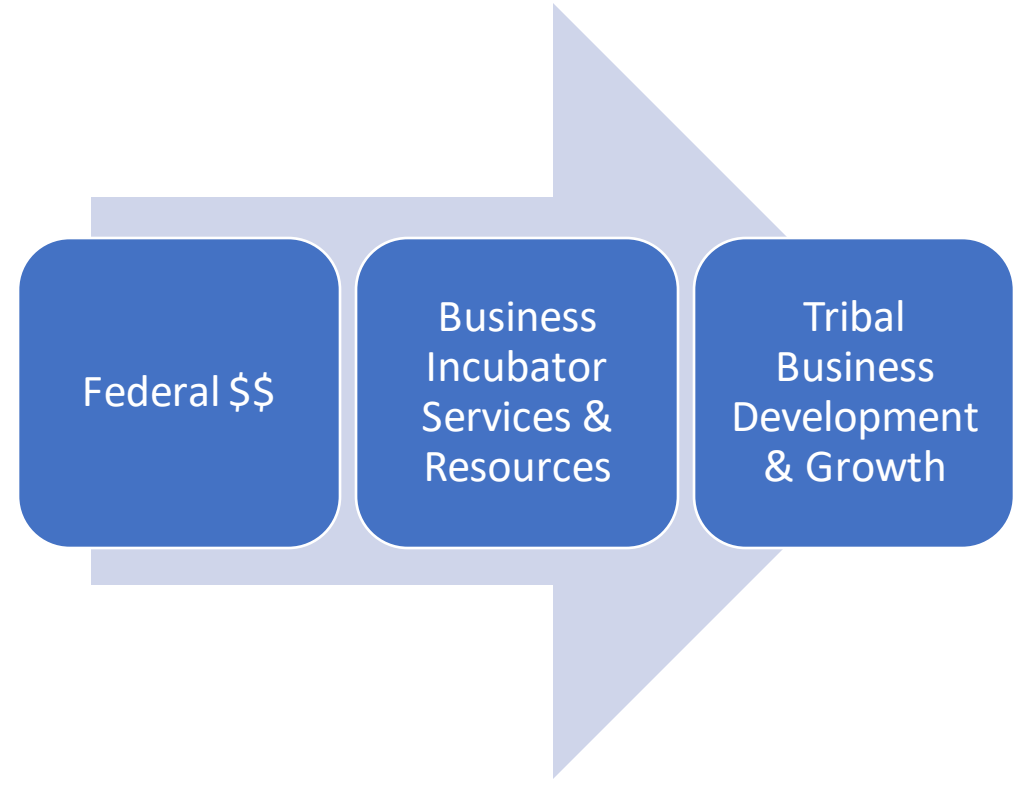 Federal $$
Business
Incubator
Services &
Resources
Tribal
Business
Development
& Growth